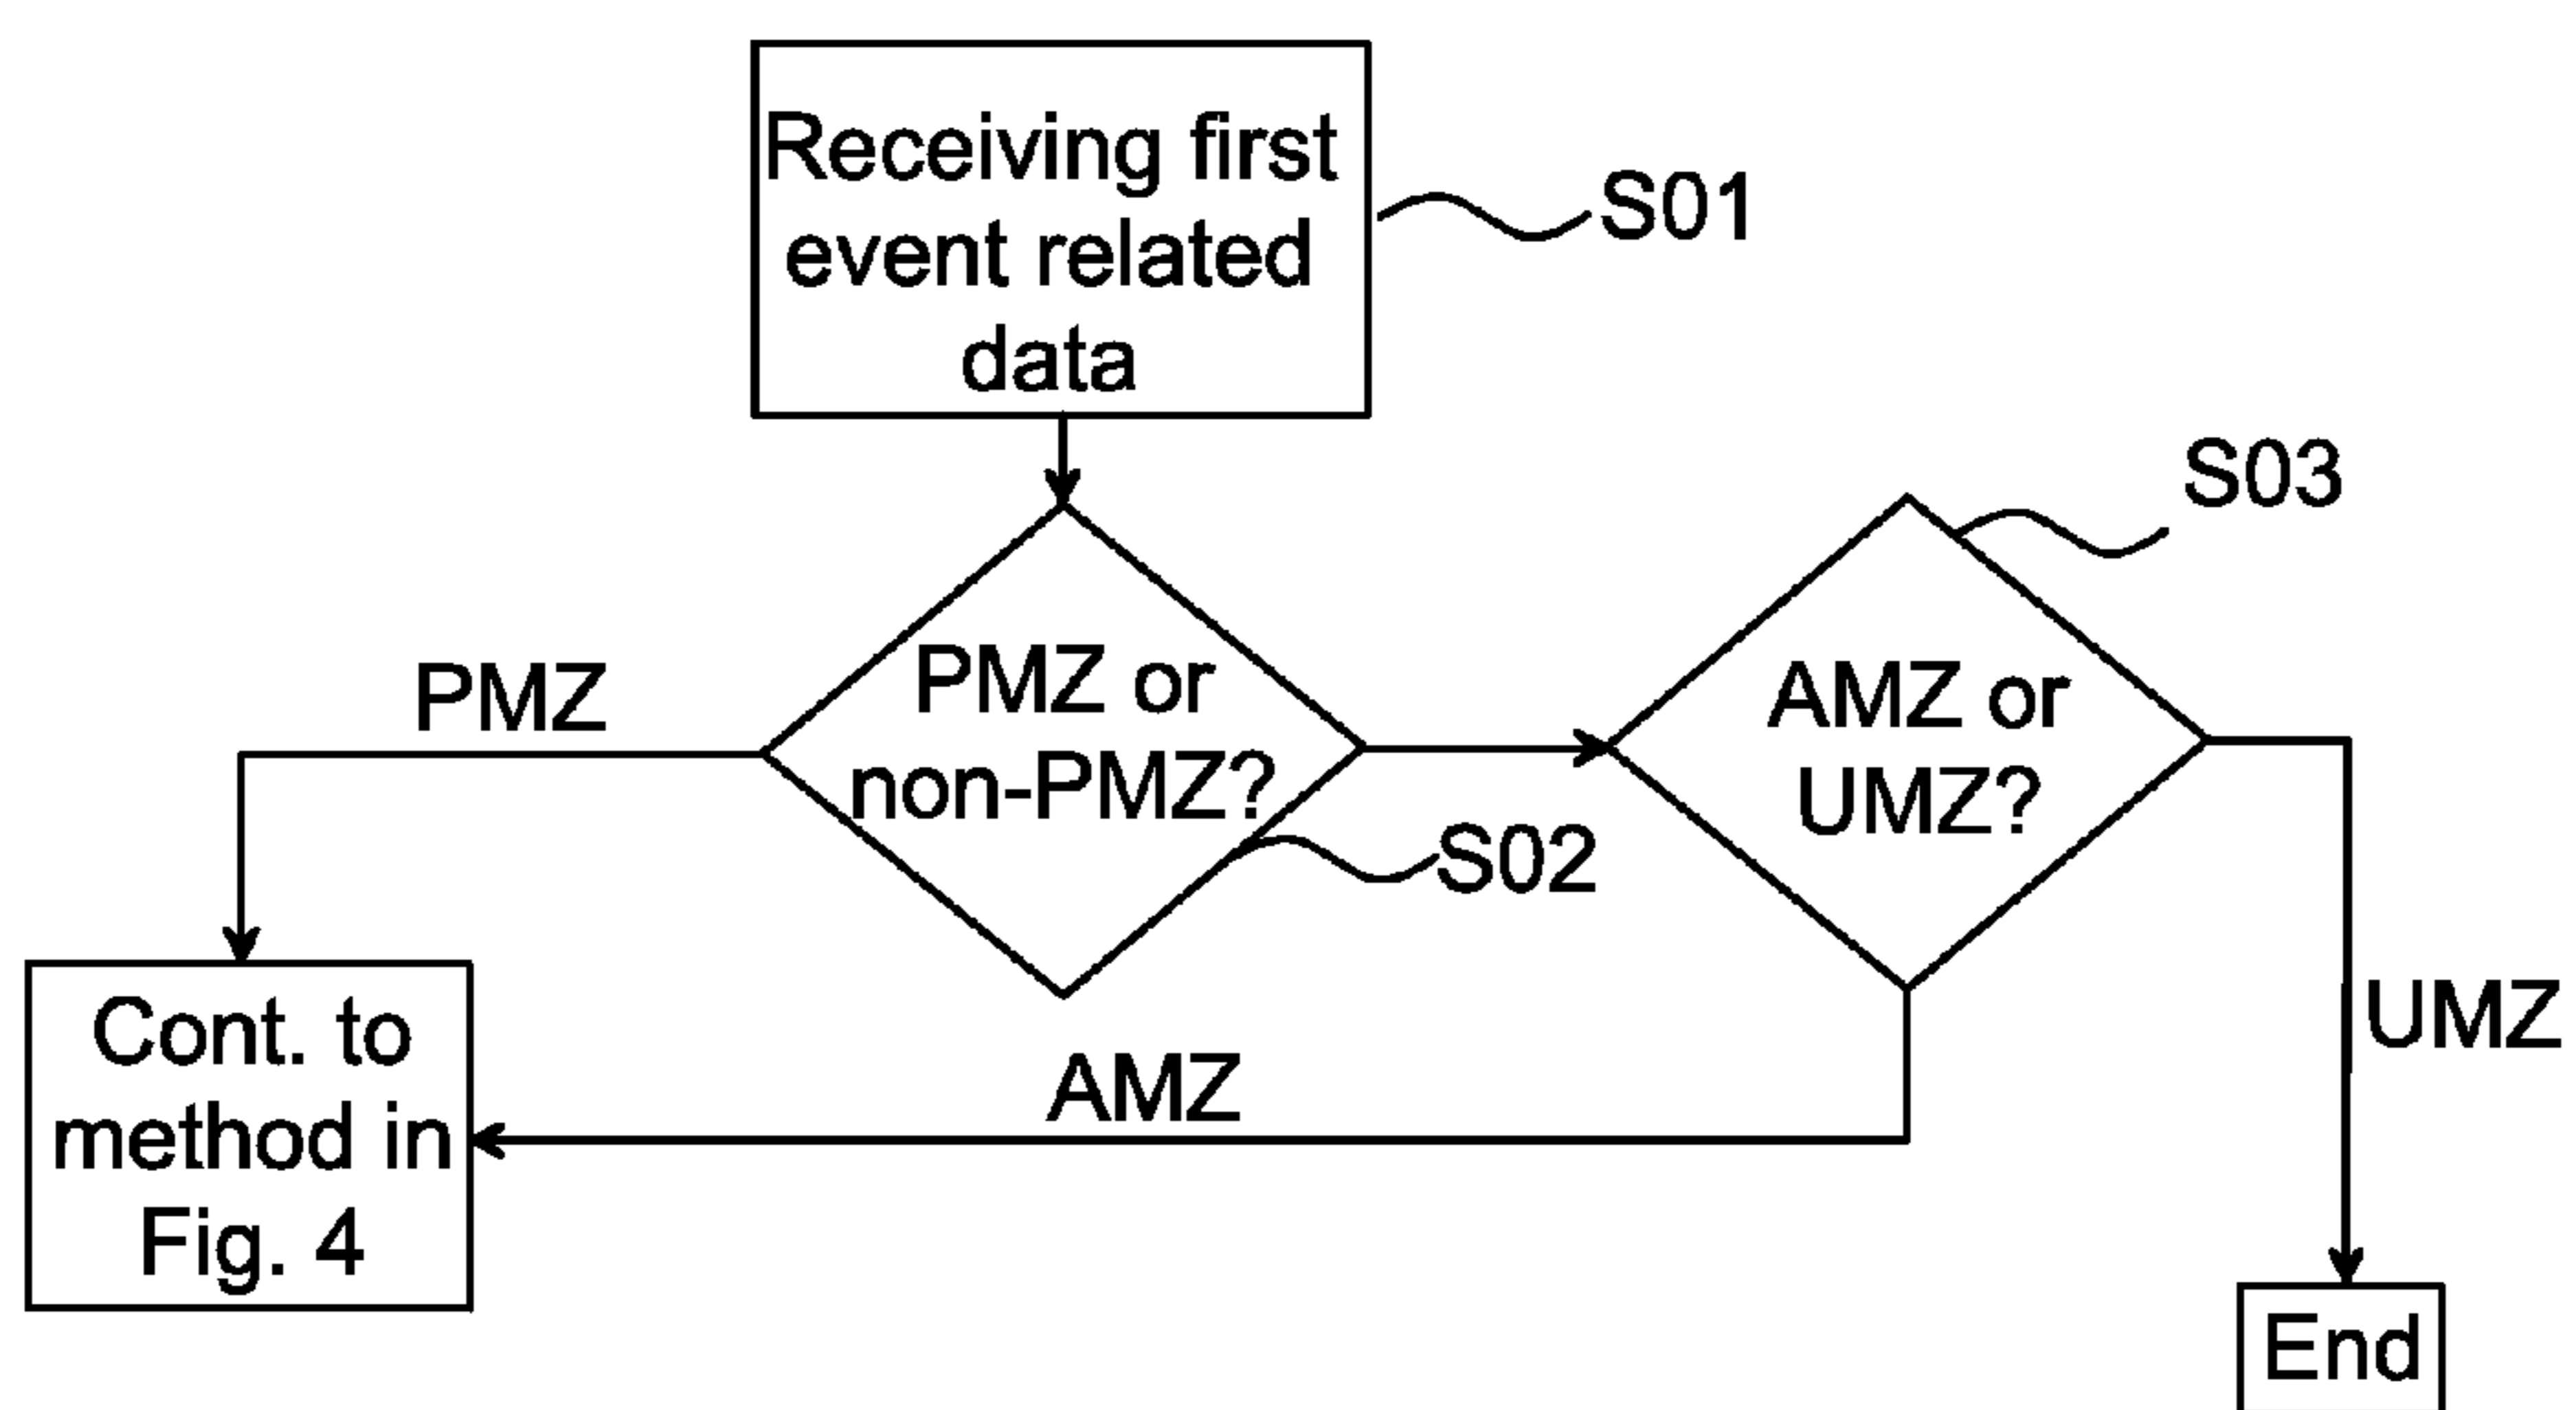 Receiving first
event related
data
S01
S03
PMZ
PMZ or
non-PMZ?
S02
AMZ or
UMZ?
UMZ
AMZ
Cont. to
method in
Fig. 4
End